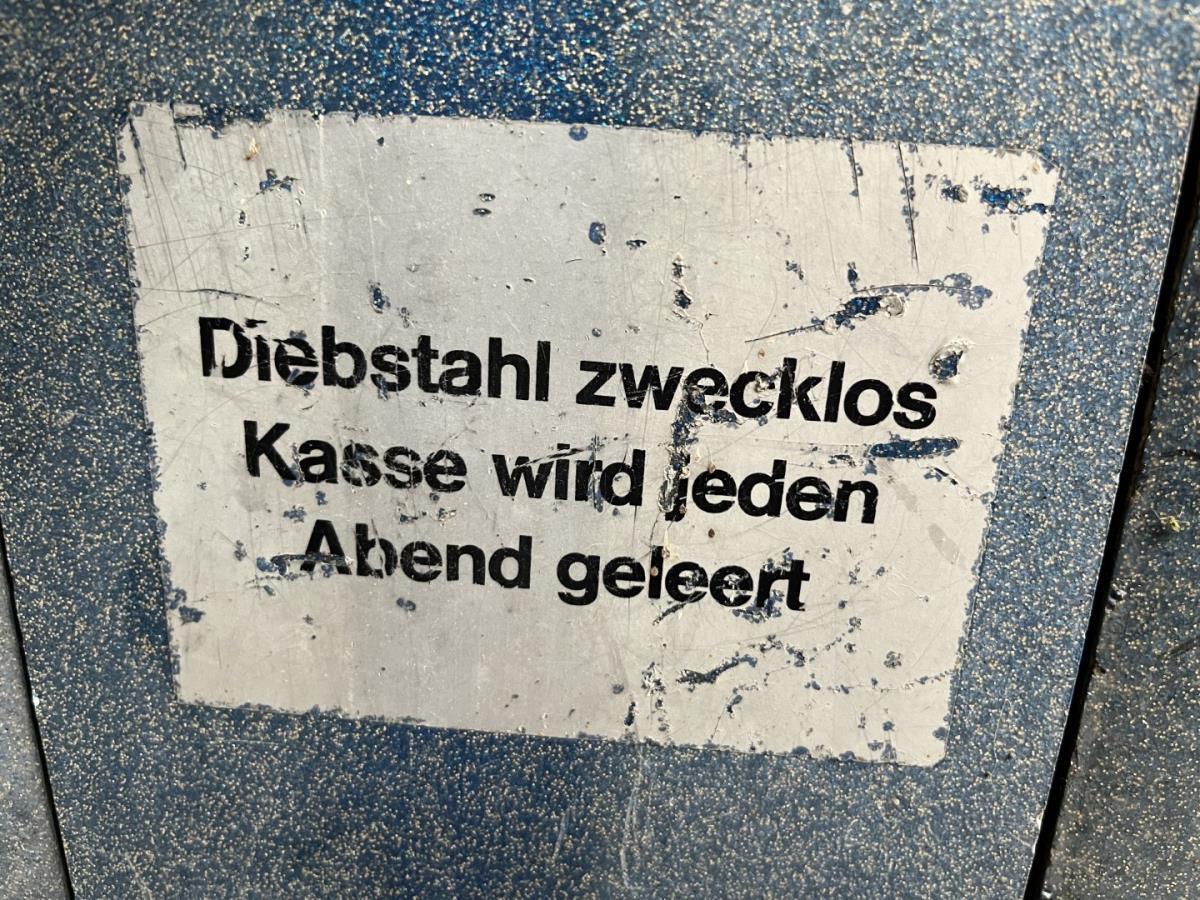 Diebstahl zwecklos
Kasse wird jeden
Abend geleert